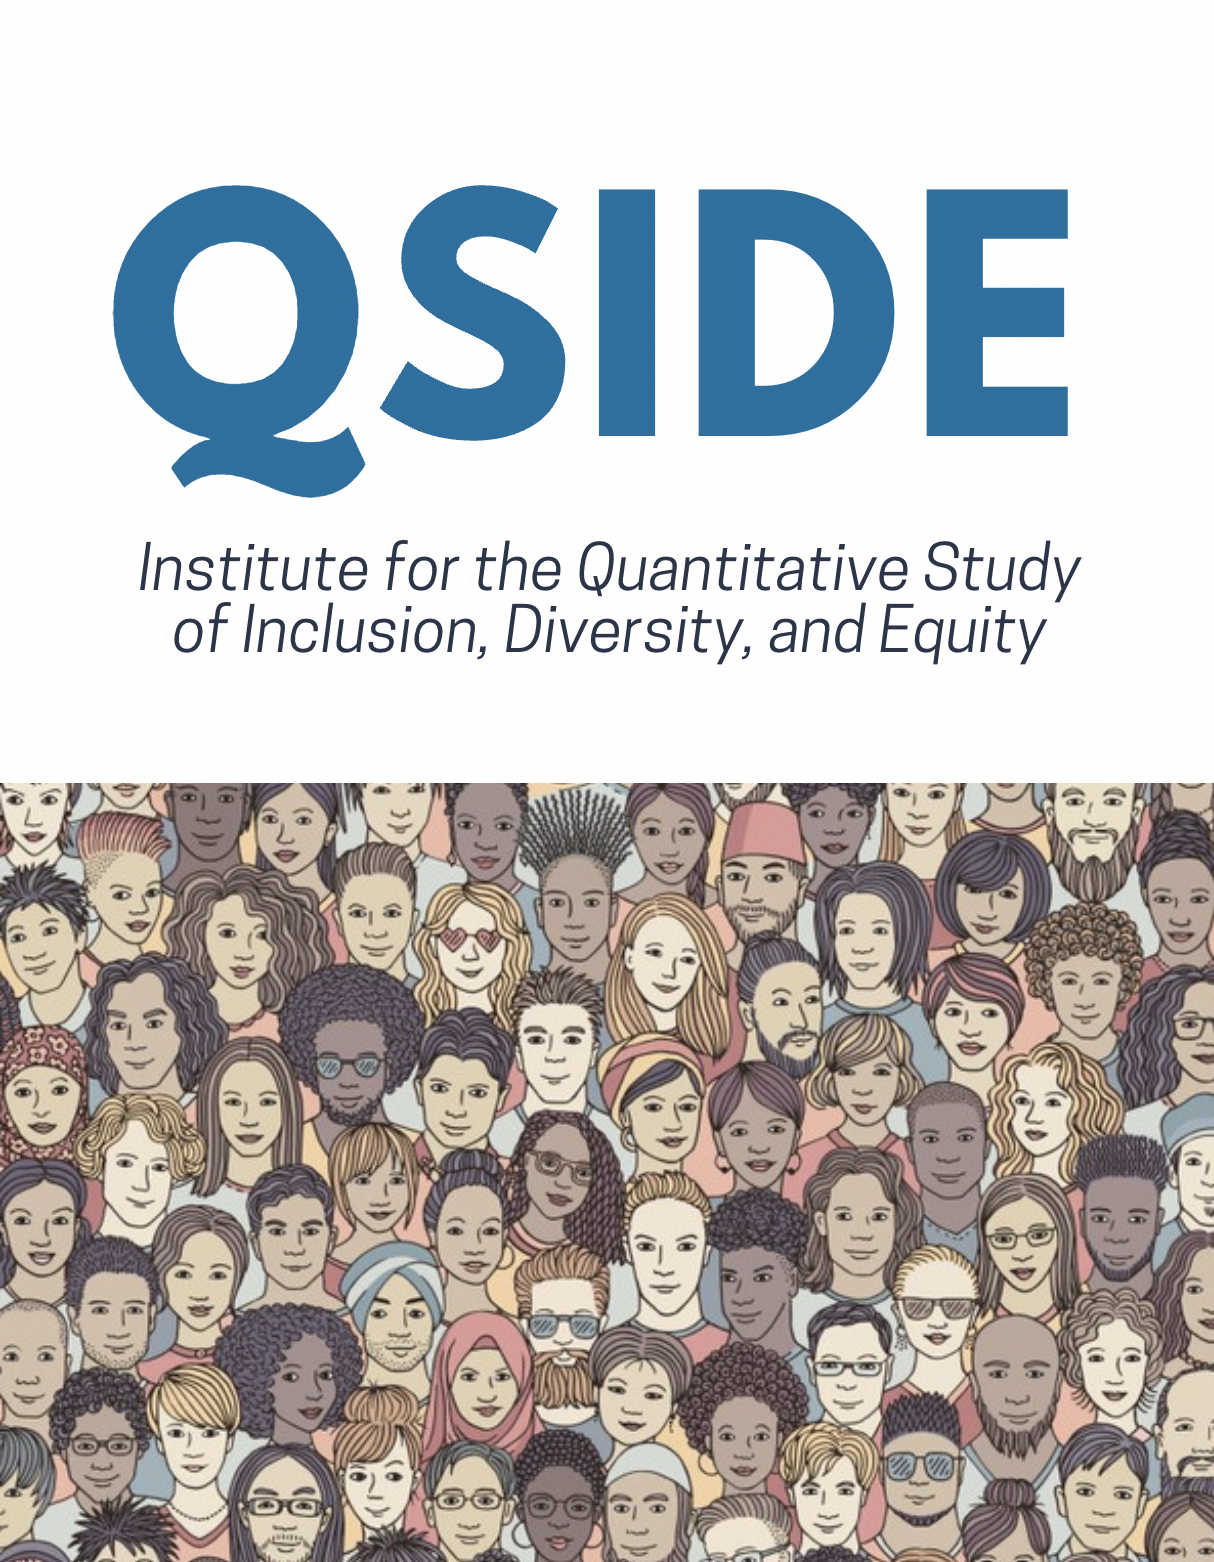 QSIDE
Institute for the Quantitative Study
of Inclusion, Diversity, and Equity